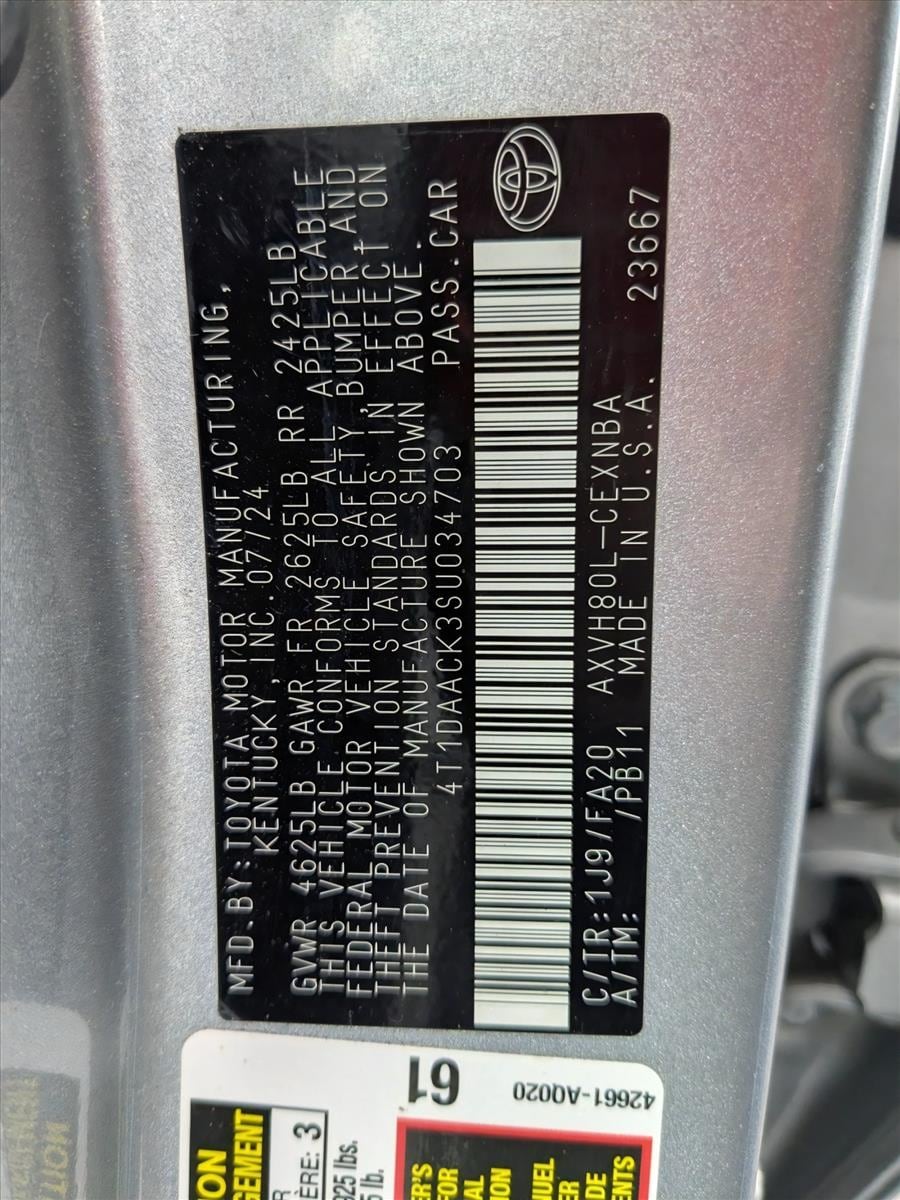 MFD.BY:TOYOTA MOTOR MANUFACTURING,
KENTUCKY,INC.07/24
GVWR 4625LB GAWR FR 2625LB RR 2425LB
THIS VEHICLE CONFORMS TO ALL APPLICABLE
FEDERAL MOTOR VEHICLE SAFETY,BUMPER,AND
THEFT PREVENTION STANDARDS IN EFFECT ON
THE DATE OF MANUFACTURE SHOWN ABOVE.
4T1DAACK3SU034703 PASS.CAR
C/TR:1J9/FA20 AXVH80L-CEXNBA
A/TM: /PB11 MADE IN U.S.A. 23667
61
42661-AQ020
GEMENT
3